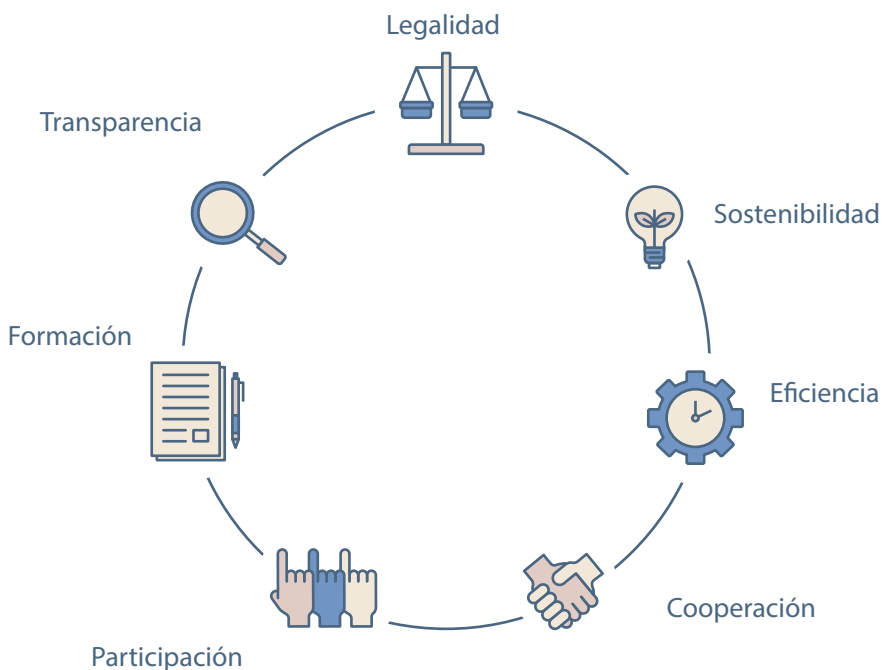 Legalidad
Transparencia
Sostenibilidad
Formación
Eficiencia
Cooperación
Participación